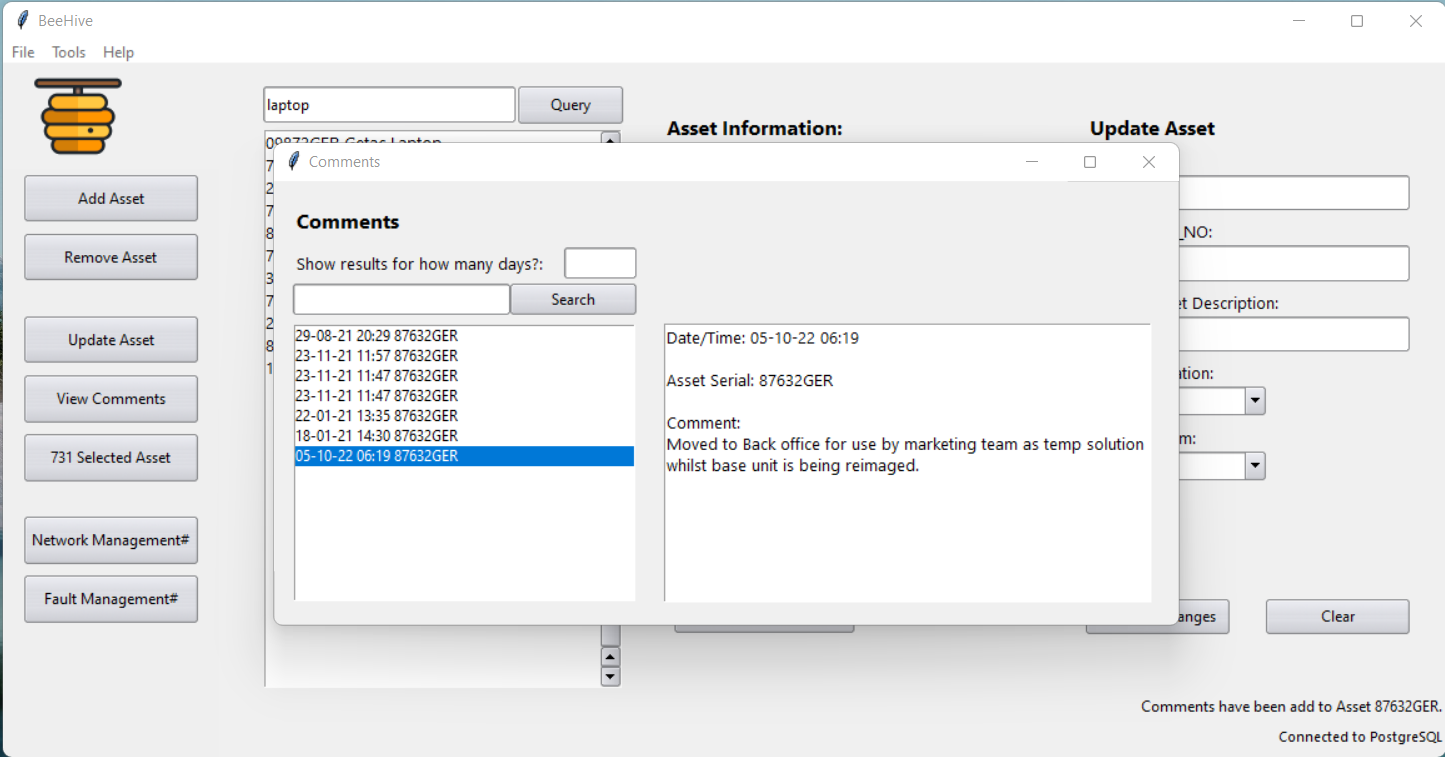 BeeHive
File Tools Help
laptop
Query
Asset Information:
Update Asset
Add Asset
Remove Asset
Update Asset
View Comments
731 Selected Asset
Network Management#
Fault Management#
Comments
Comments
Show results for how many days?:
Search
29-08-21 20:29 87632GER
23-11-21 11:57 87632GER
23-11-21 11:47 87632GER
23-11-21 11:47 87632GER
22-01-21 13:35 87632GER
18-01-21 14:30 87632GER
05-10-22 06:19 87632GER
Date/Time: 05-10-22 06:19
Asset Serial: 87632GER
Comment:
Moved to Back office for use by marketing team as temp solution
whilst base unit is being reimaged.
7
2
7
8
7
3
7
2
8
1
_NO:
Description:
Clear
Comments have been add to Asset 87632GER.
Connected to PostgreSQL